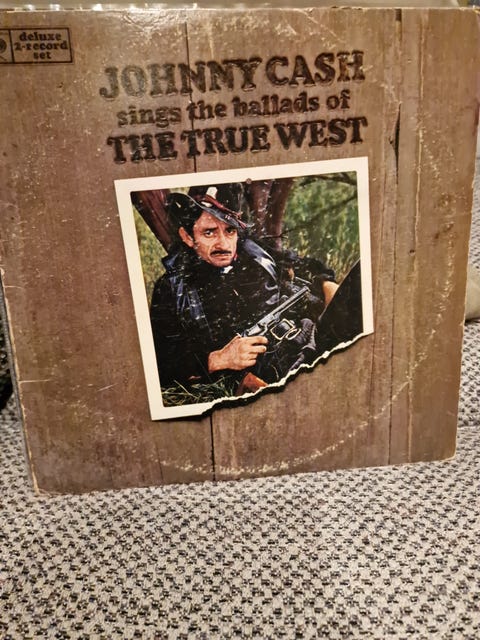 deluxe
2-record
set
JOHNNY CASH
sings the ballads of
THE TRUE WEST